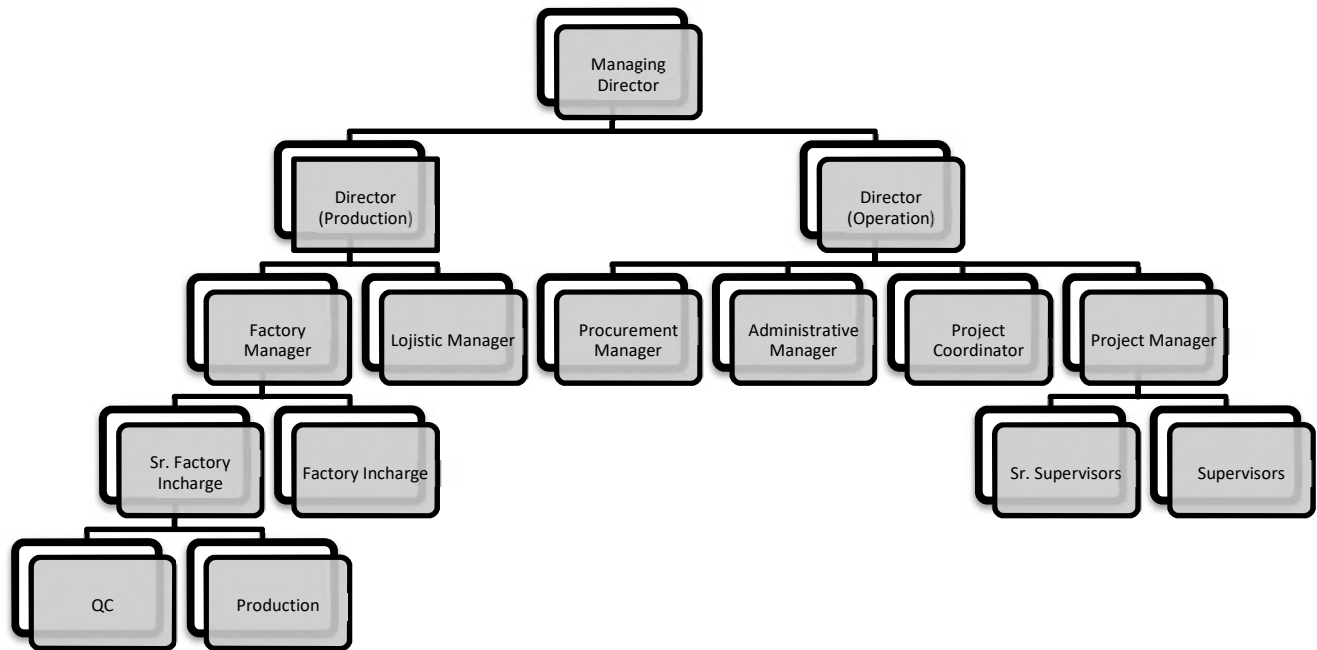 Managing
Director
Director
(Production)
Director
(Operation)
Factory
Manager
Lojistic Manager
Procurement
Manager
Administrative
Manager
Project
Coordinator
Project Manager
Sr. Factory
Incharge
Factory Incharge
Sr. Supervisors
Supervisors
QC
Production